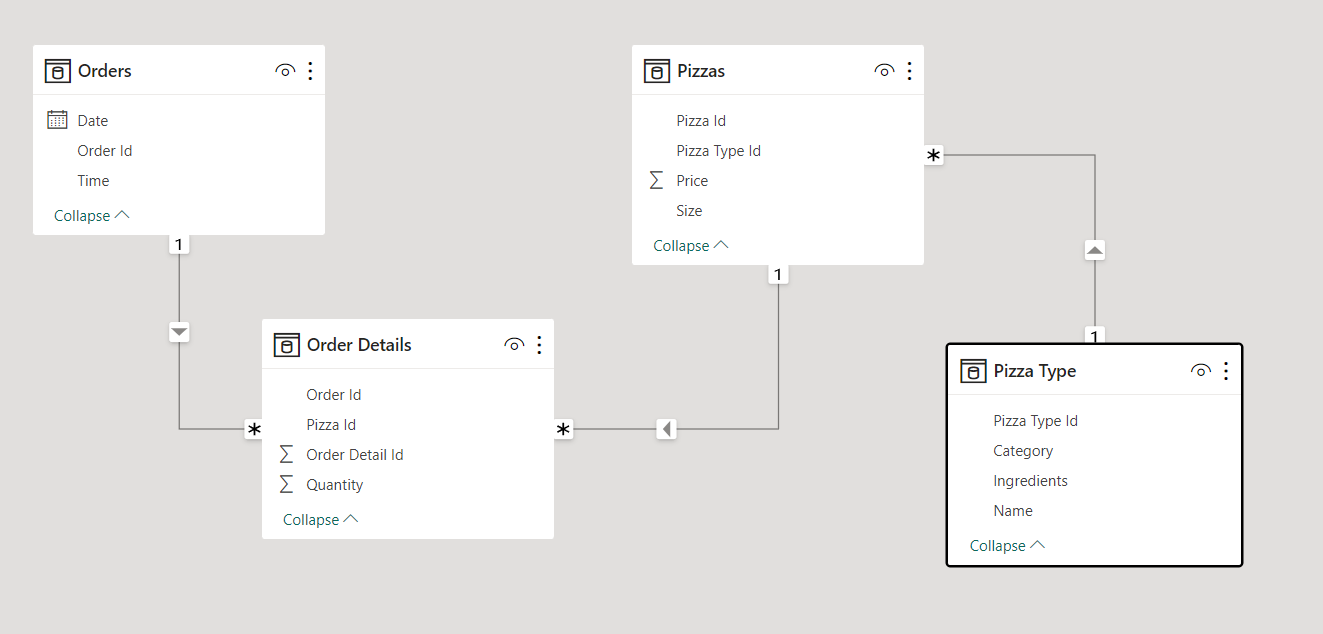 Orders
Date
Order Id
Time
Collapse
1
*
Order Details
Order Id
Pizza Id
Σ Order Detail Id
Σ Quantity
Collapse
*
Pizzas
Pizza Id
Pizza Type Id
Σ Price
Size
Collapse
1
*
1
Pizza Type
Pizza Type Id
Category
Ingredients
Name
Collapse